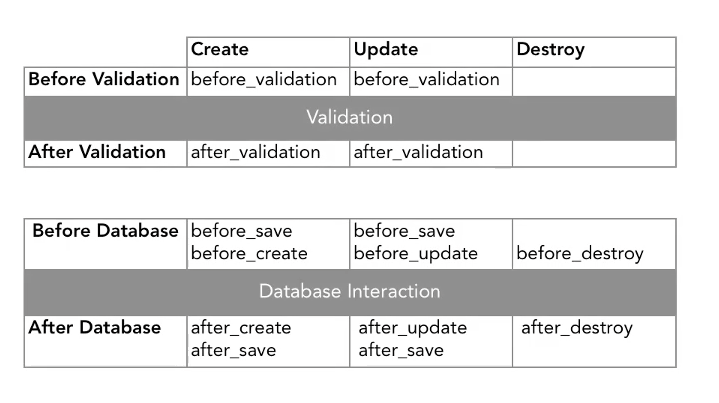 Create Update Destroy
Before Validation before_validation before_validation
Validation
After Validation after_validation after_validation
Before Database before_save before_save
before_create before_update before_destroy
Database Interaction
After Database after_create after_update after_destroy
after_save after_save